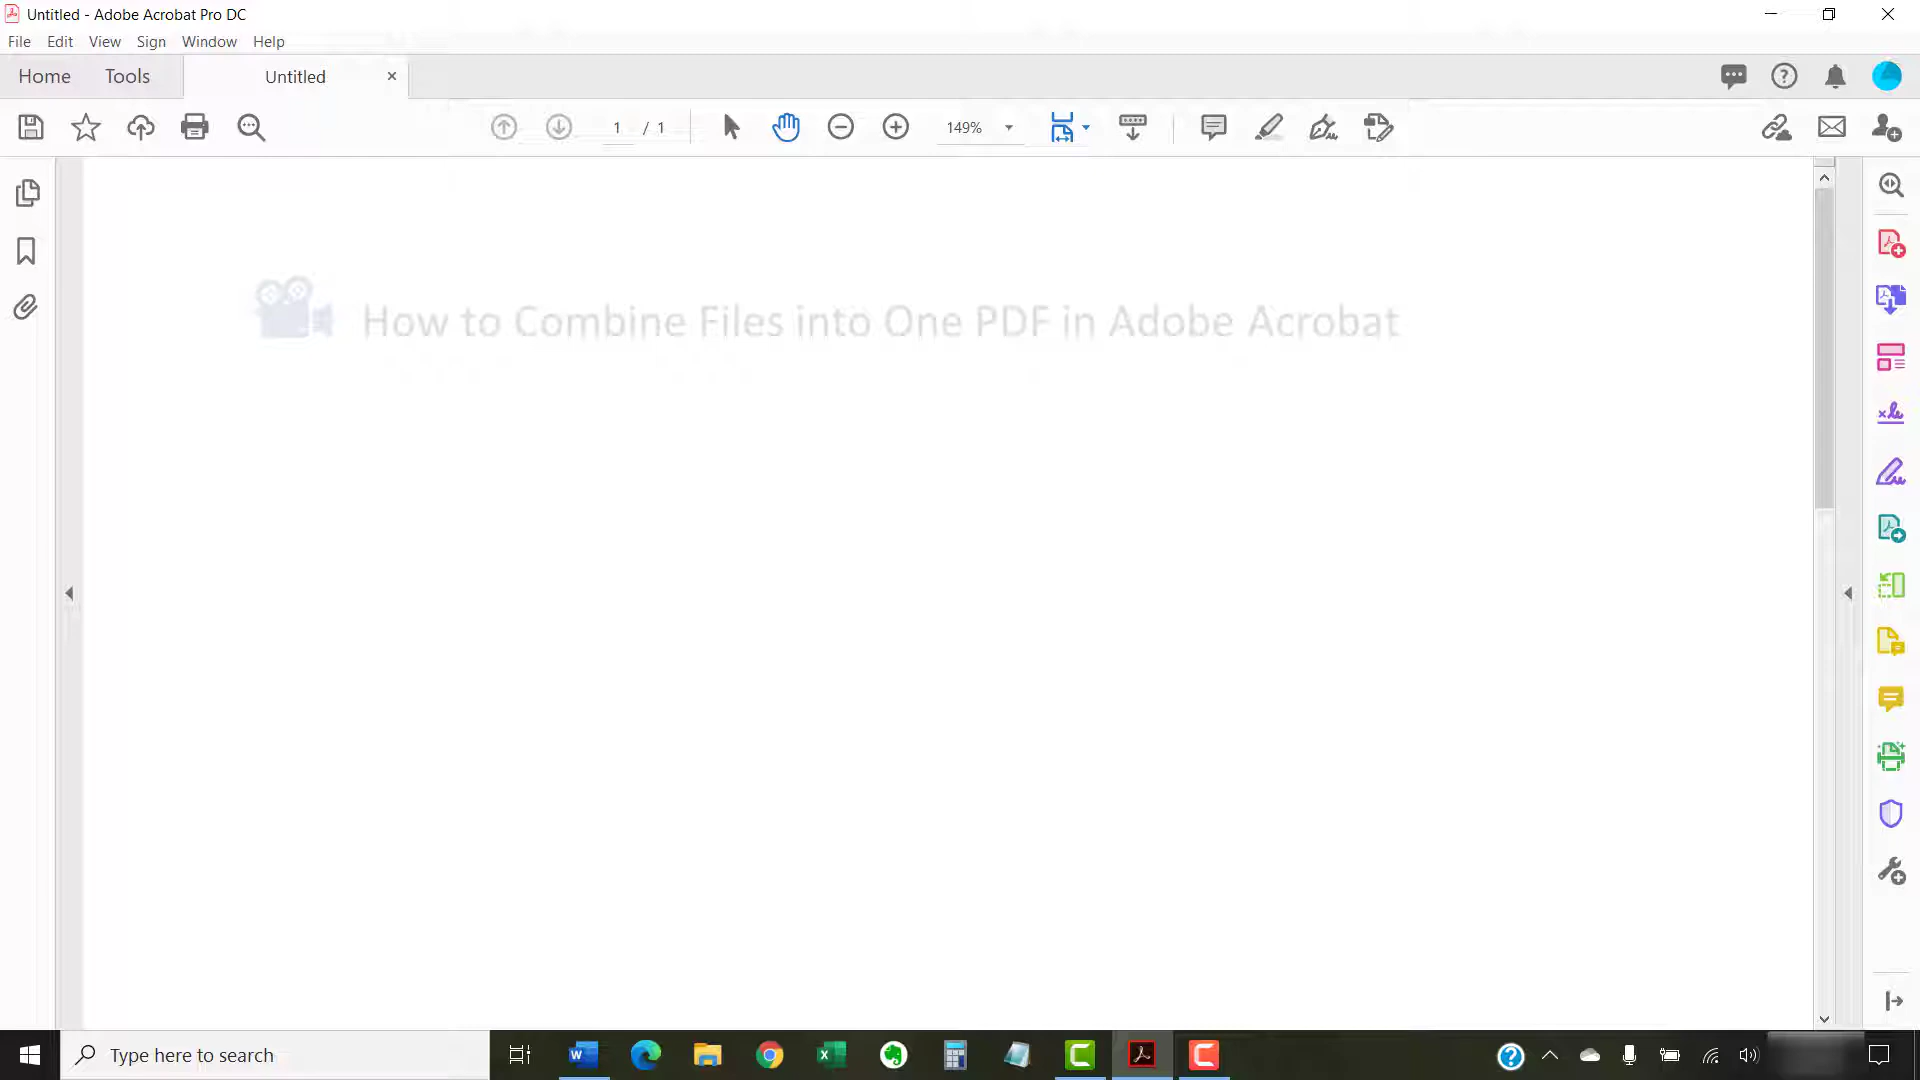 Untitled - Adobe Acrobat Pro DC
File Edit View Sign Window Help
Home Tools Untitled
1 / 1 149%
How to Combine Files into One PDF in Adobe Acrobat
Type here to search